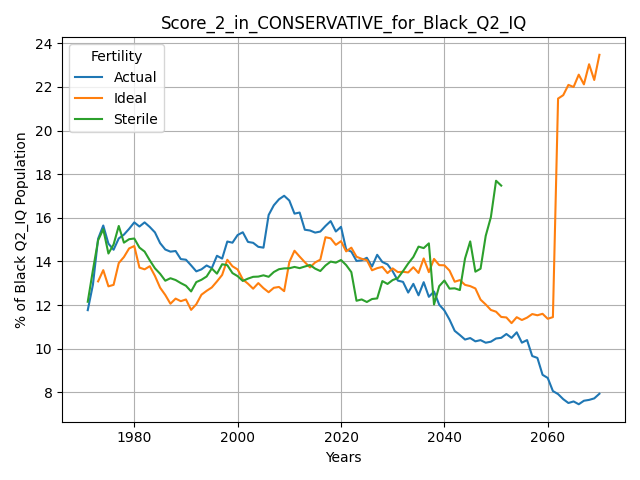 Score_2_in_CONSERVATIVE_for_Black_Q2_IQ
Fertility
Actual
Ideal
Sterile
% of Black Q2_IQ Population
24
22
20
18
16
14
12
10
8
1980
2000
2020
2040
2060
Years